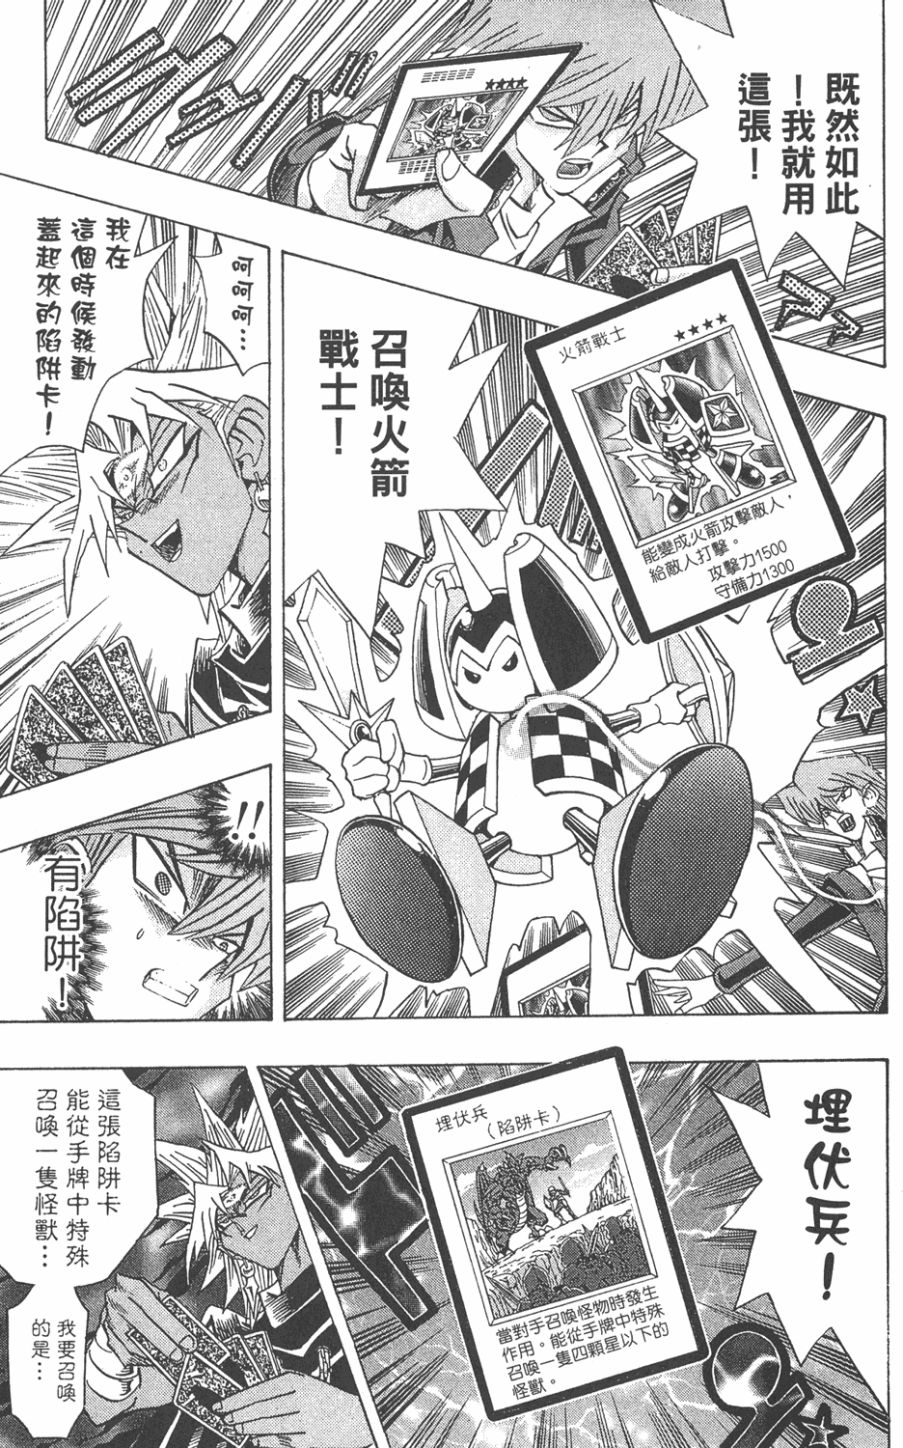 既然如此
！我就用
這張！
火箭戰士
★★★★
能變成火箭攻擊敵人，
給敵人打擊。
攻擊力1500
守備力1300
召喚火箭
戰士！
呵呵呵…
我在
這個時候發動
蓋起來的陷阱卡！
!!
有陷阱！
埋伏兵！
埋伏兵
（陷阱卡）
當對手召喚怪物時發生
作用。能從手牌中特殊
召喚一隻四顆星以下的
怪獸。
這張陷阱卡
能從手牌中特殊
召喚一隻怪獸…
我要召喚
的是…